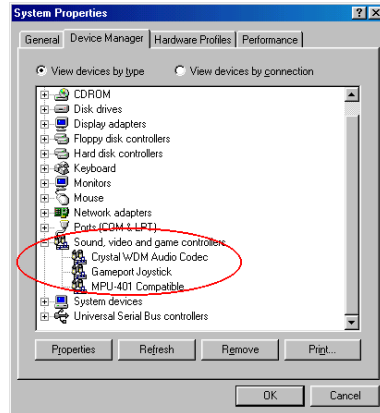 System Properties
General Device Manager Hardware Profiles Performance
View devices by type View devices by connection
CDROM
Disk drives
Display adapters
Floppy disk controllers
Hard disk controllers
Keyboard
Monitors
Mouse
Network adapters
Ports (COM & LPT)
Sound, video and game controllers
Crystal WDM Audio Codec
Gameport Joystick
MPU-401 Compatible
System devices
Universal Serial Bus controllers
Properties Refresh Remove Print...
OK Cancel